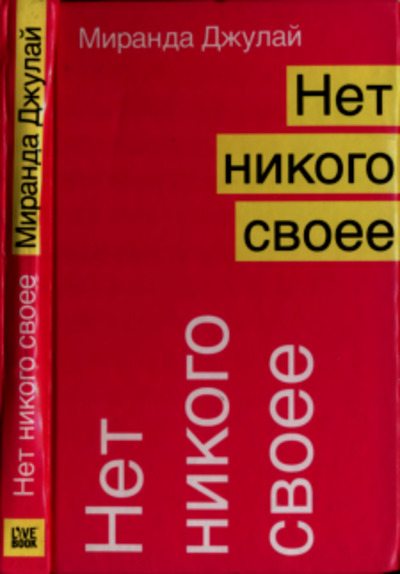 Миранда Джулай
Нет
никого
своее
Нет
никого
своее
Нет никого своее Миранда Джулай
LIVE
BOOK